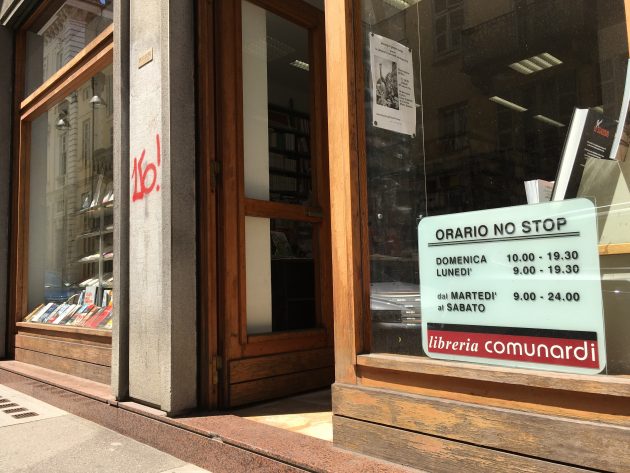 16!
ORARIO NO STOP
DOMENICA 10.00 - 19.30
LUNEDI' 9.00 - 19.30
dal MARTEDI' 9.00 - 24.00
al SABATO
libreria comunardi